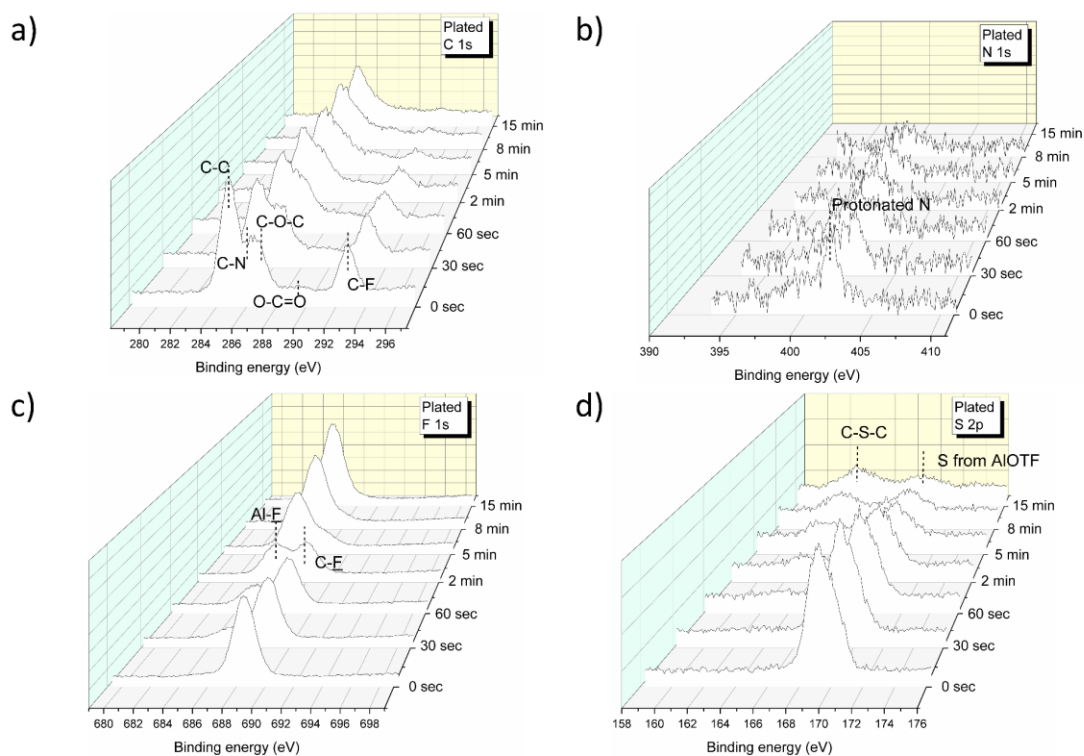 a)
Plated
C 1s
C-C
C-O-C
C-N
C-F
O-C=O
15 min
8 min
5 min
2 min
60 sec
30 sec
0 sec
280 282 284 286 288 290 292 294 296
Binding energy (eV)
b)
Plated
N 1s
Protonated N
15 min
8 min
5 min
2 min
60 sec
30 sec
0 sec
390 395 400 405 410
Binding energy (eV)
c)
Plated
F 1s
Al-F
C-F
15 min
8 min
5 min
2 min
60 sec
30 sec
0 sec
680 682 684 686 688 690 692 694 696 698
Binding energy (eV)
d)
Plated
S 2p
C-S-C
S from AlOTF
15 min
8 min
5 min
2 min
60 sec
30 sec
0 sec
158 160 162 164 166 168 170 172 174 176
Binding energy (eV)